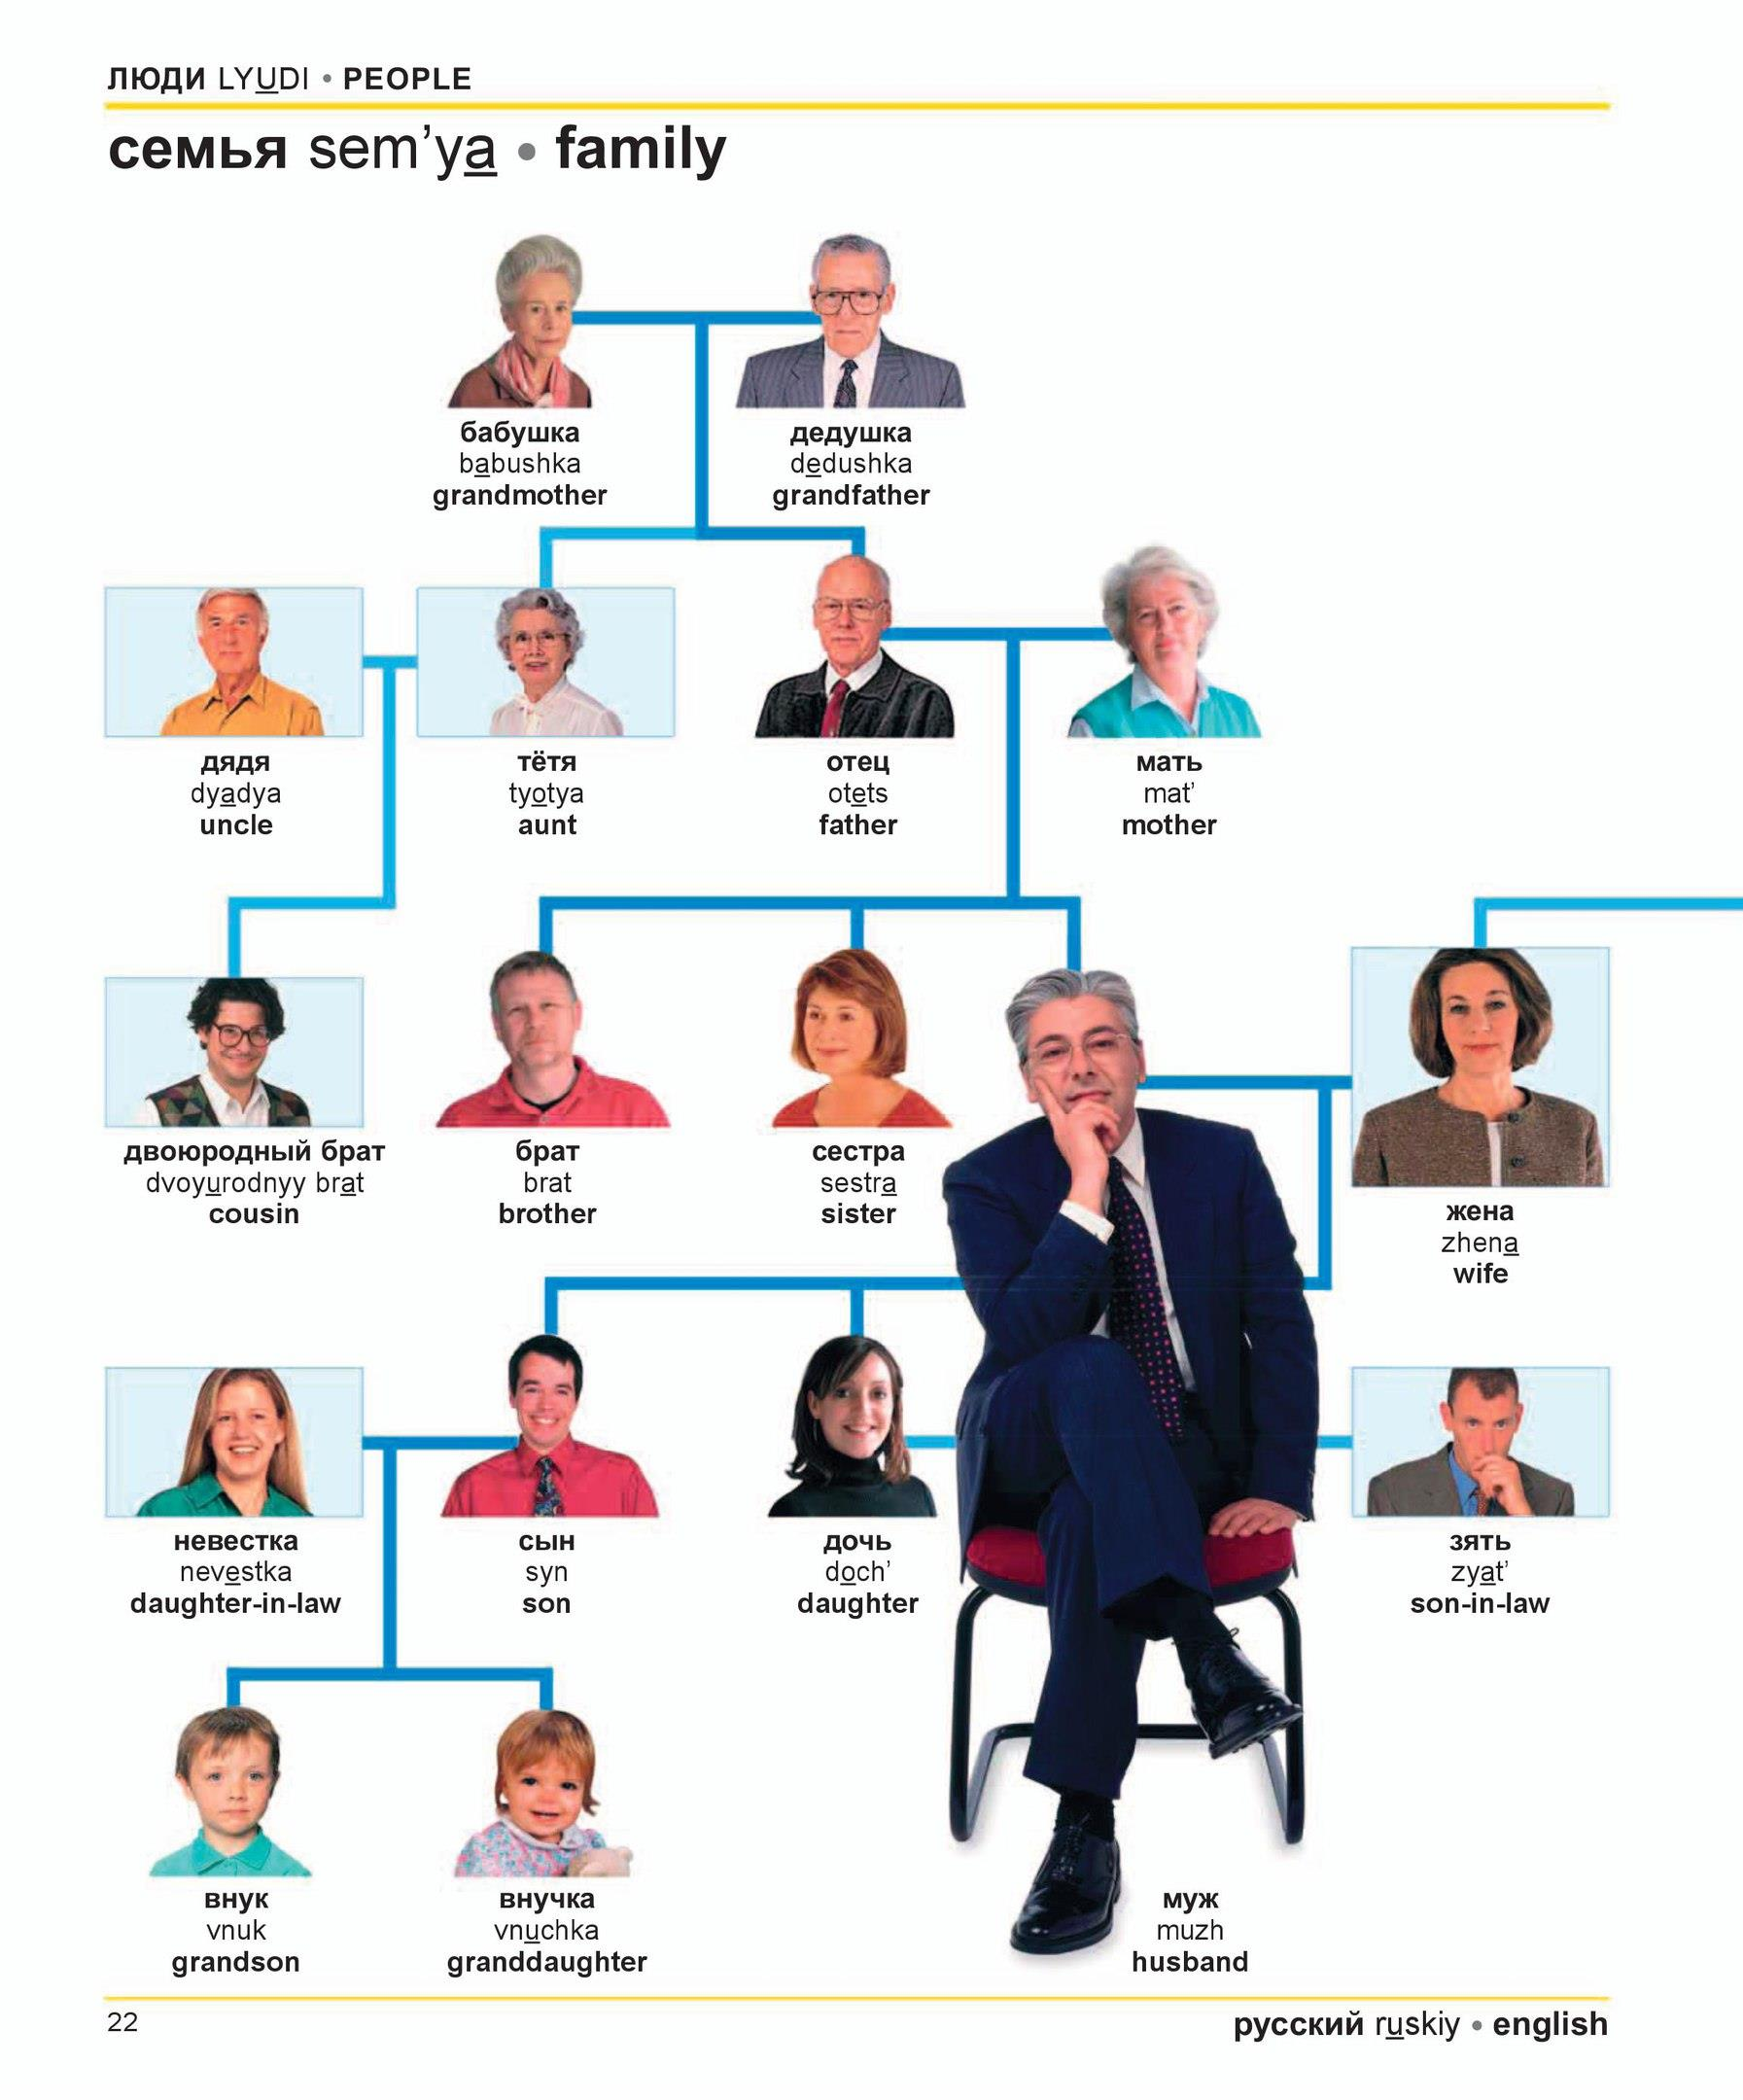 ЛЮДИ LYUDI • PEOPLE
семья sem’ya • family
бабушка
babushka
grandmother
дедушка
dedushka
grandfather
дядя
dyadya
uncle
тётя
tyotya
aunt
отец
otets
father
мать
mat’
mother
двоюродный брат
dvoyurodnyy brat
cousin
брат
brat
brother
сестра
sestra
sister
жена
zhena
wife
невестка
nevestka
daughter-in-law
сын
syn
son
дочь
doch’
daughter
зять
zyat’
son-in-law
внук
vnuk
grandson
внучка
vnuchka
granddaughter
муж
muzh
husband
22
русский ruskiy • english